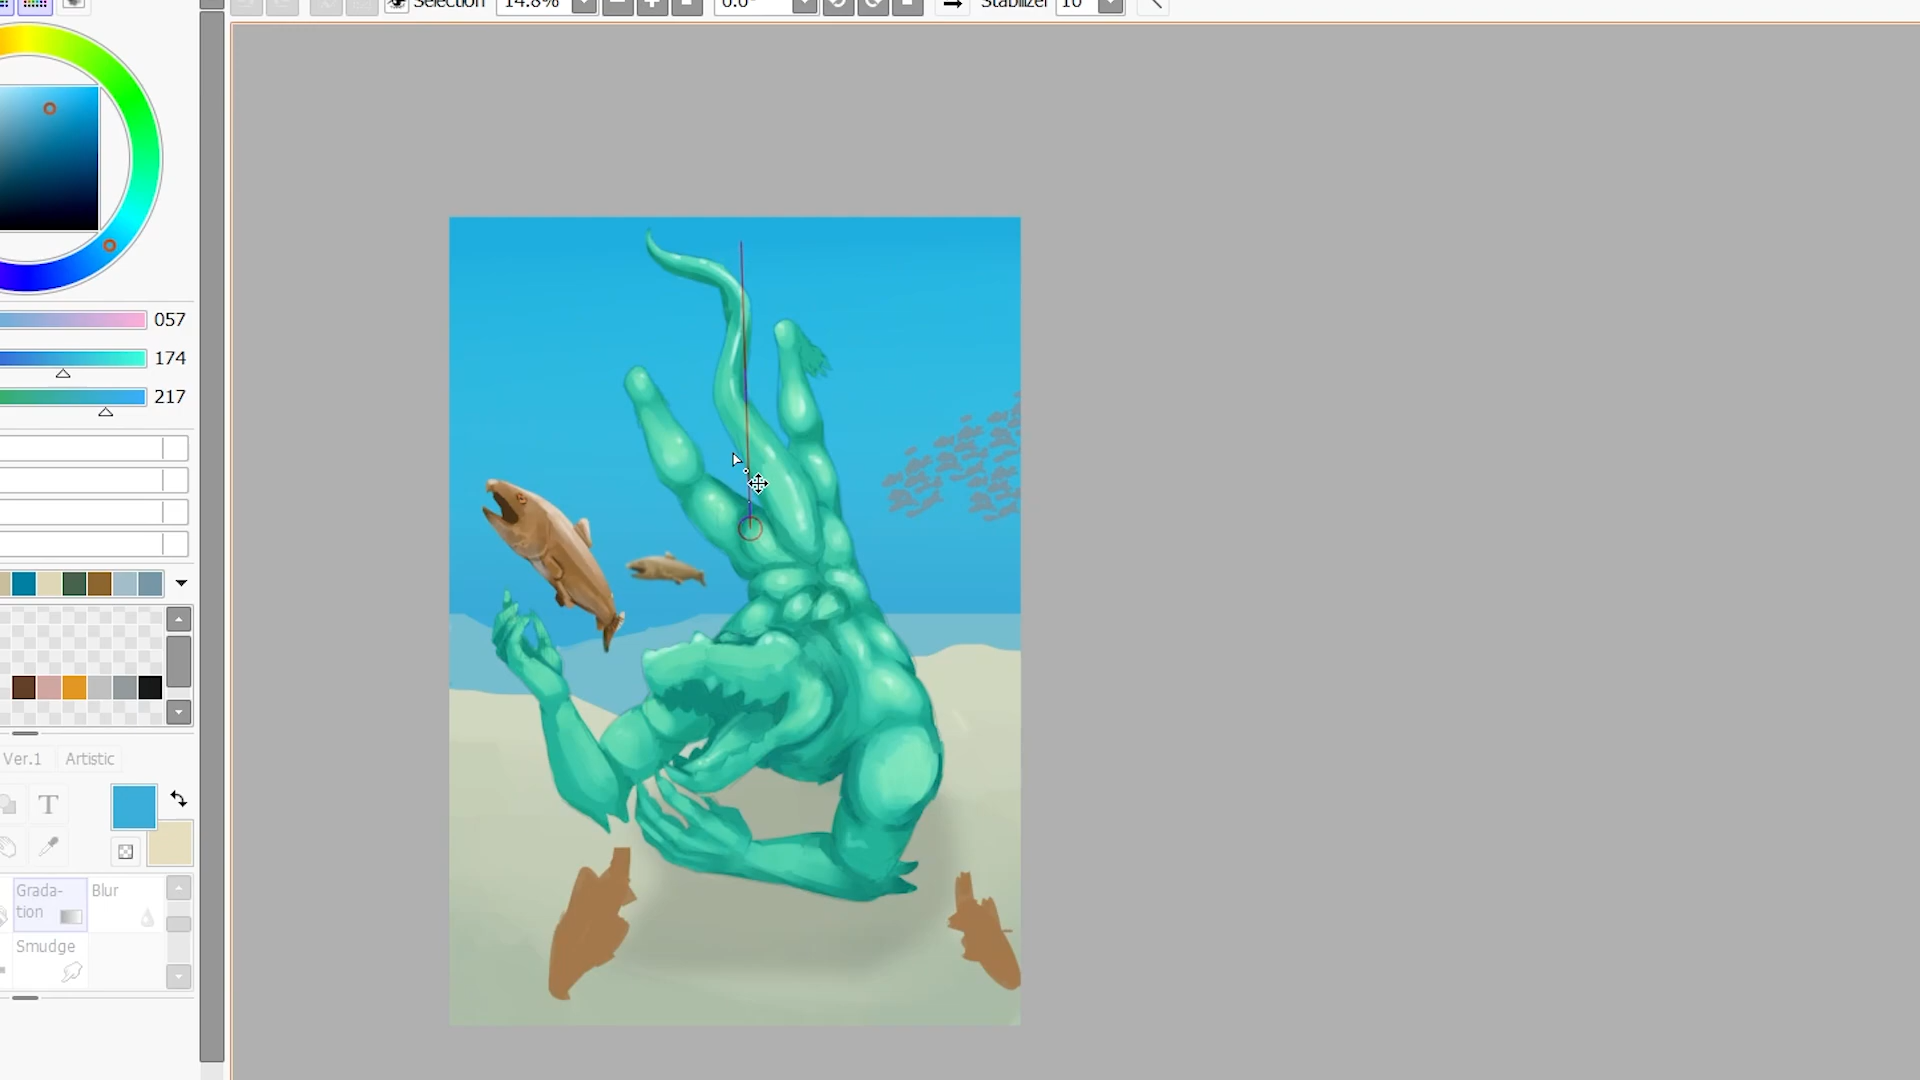 Selection 14.8% 0.0° Stabilizer 10
057
174
217
Ver.1 Artistic
T
Grada-
tion
Blur
Smudge